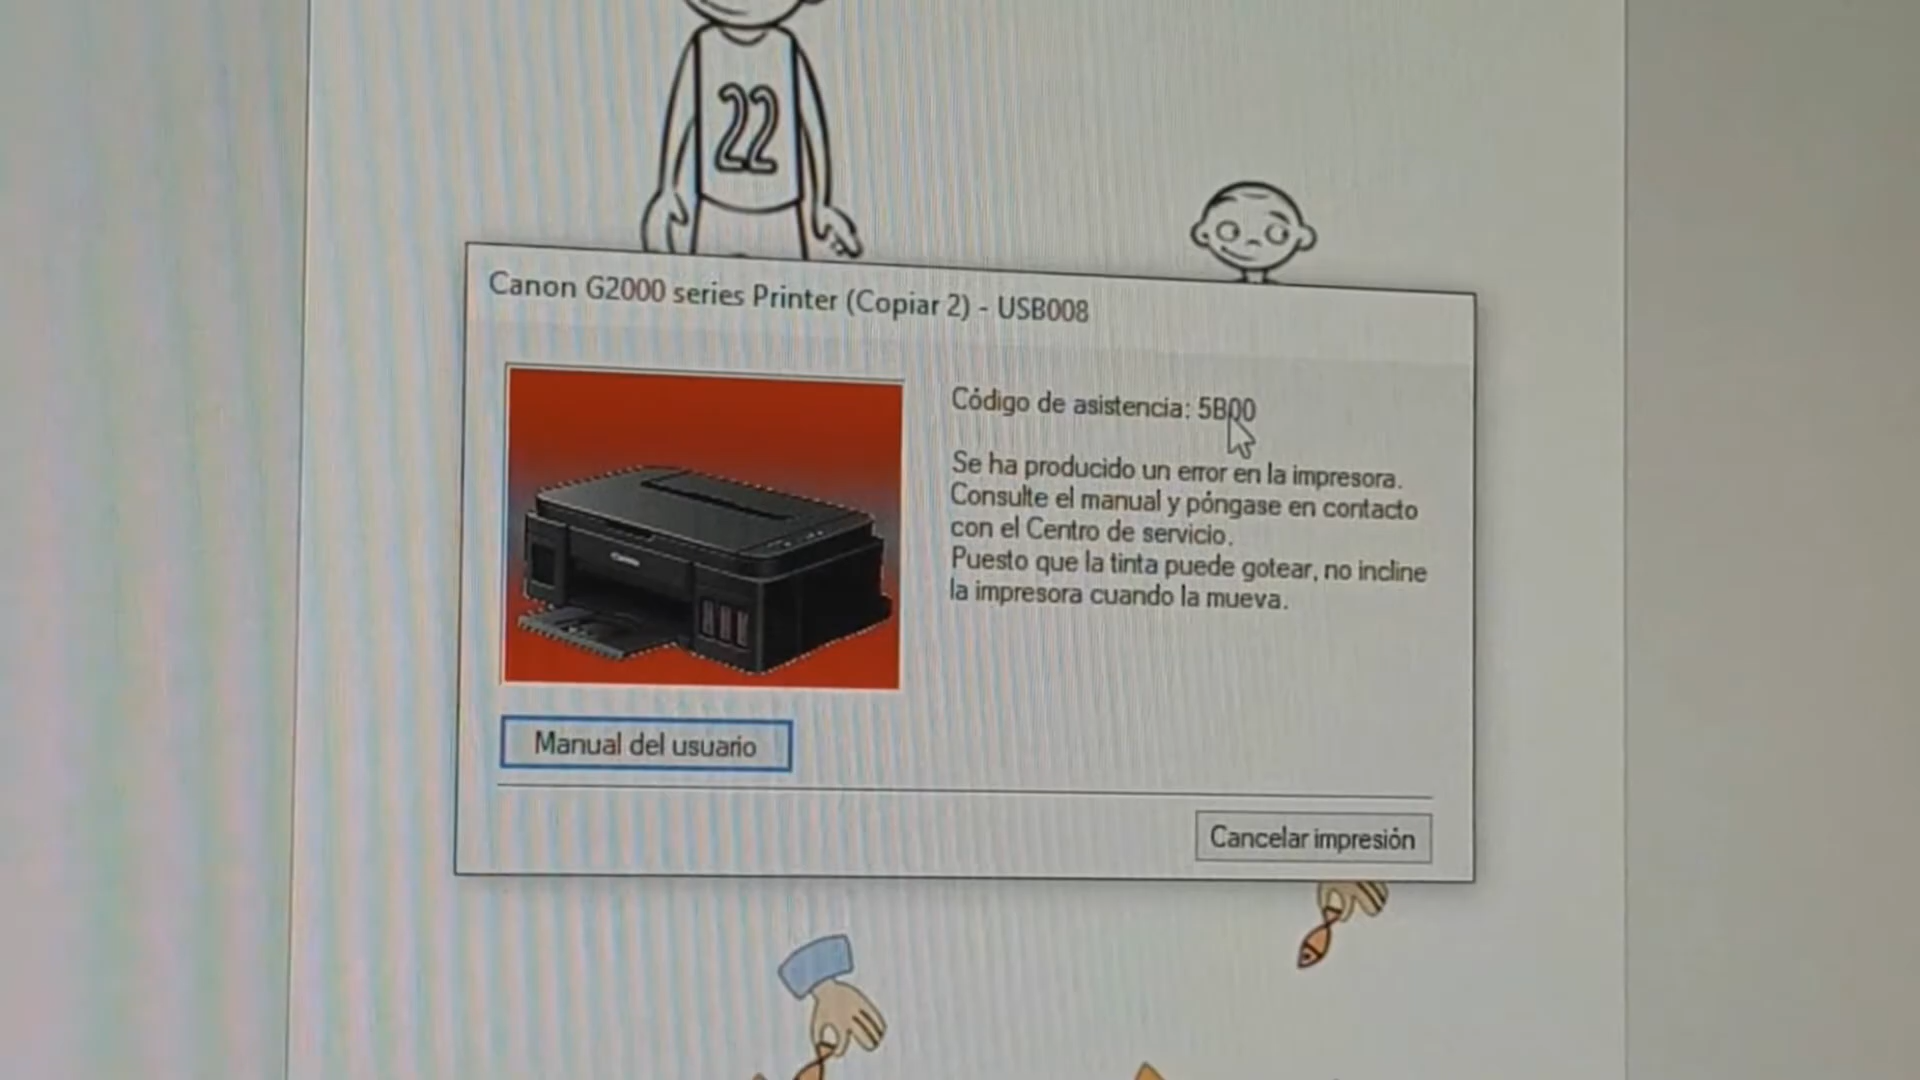 22
Canon G2000 series Printer (Copiar 2) - USB008
Código de asistencia: 5B00
Se ha producido un error en la impresora.
Consulte el manual y póngase en contacto
con el Centro de servicio.
Puesto que la tinta puede gotear, no incline
la impresora cuando la mueva.
Canon
Manual del usuario
Cancelar impresión